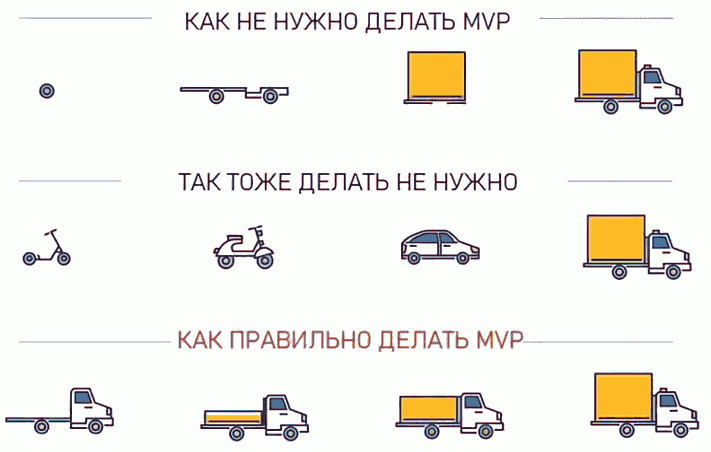 КАК НЕ НУЖНО ДЕЛАТЬ MVP
ТАК ТОЖЕ ДЕЛАТЬ НЕ НУЖНО
КАК ПРАВИЛЬНО ДЕЛАТЬ MVP